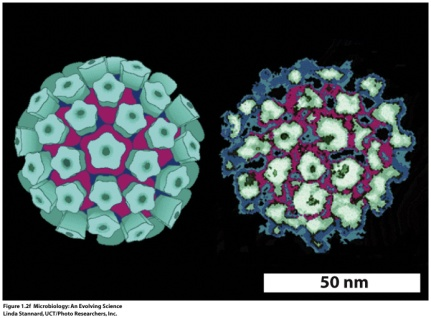 50 nm
Figure 1.2f Microbiology: An Evolving Science
Linda Stannard, UCT/Photo Researchers, Inc.